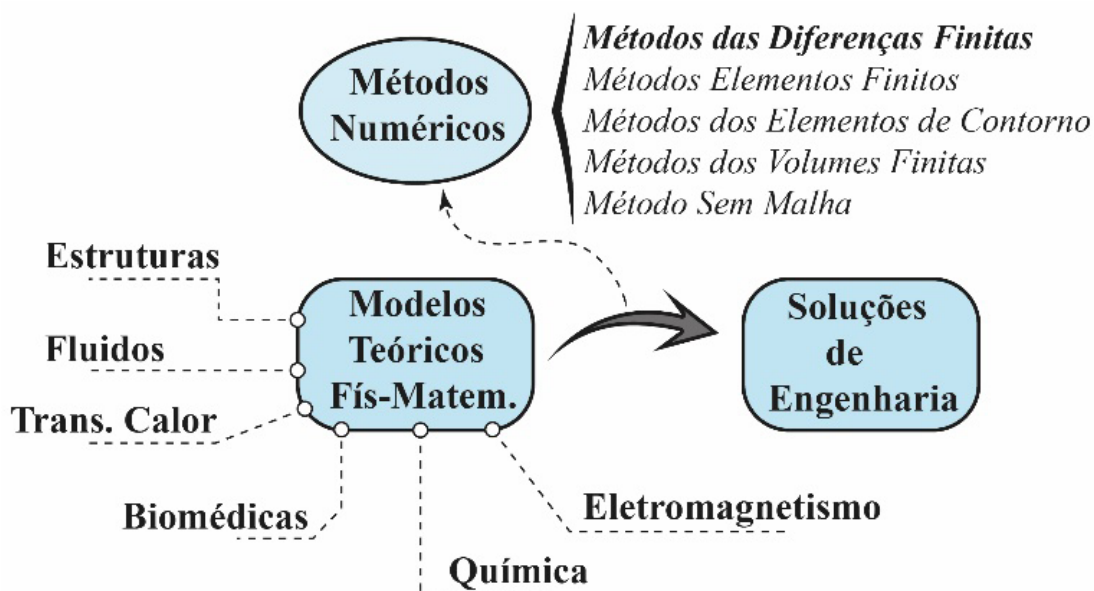 Métodos
Numéricos
Métodos das Diferenças Finitas
Métodos Elementos Finitos
Métodos dos Elementos de Contorno
Métodos dos Volumes Finitas
Método Sem Malha
Estruturas
Fluidos
Trans. Calor
Biomédicas
Química
Eletromagnetismo
Modelos
Teóricos
Fís-Matem.
Soluções
de
Engenharia